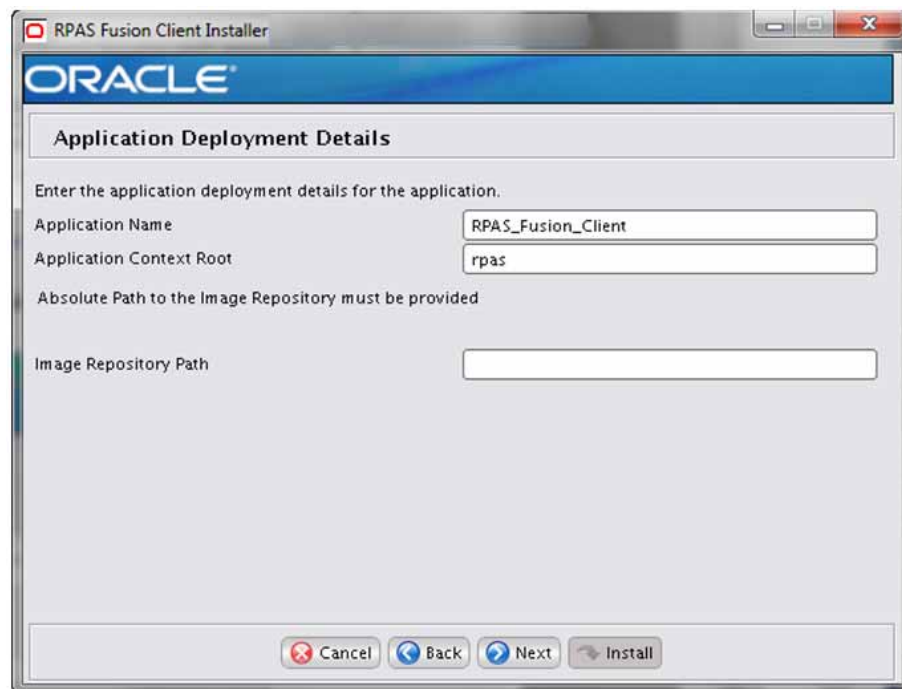 RPAS Fusion Client Installer
ORACLE
Application Deployment Details
Enter the application deployment details for the application.
Application Name RPAS_Fusion_Client
Application Context Root rpas
Absolute Path to the Image Repository must be provided
Image Repository Path
Cancel Back Next Install